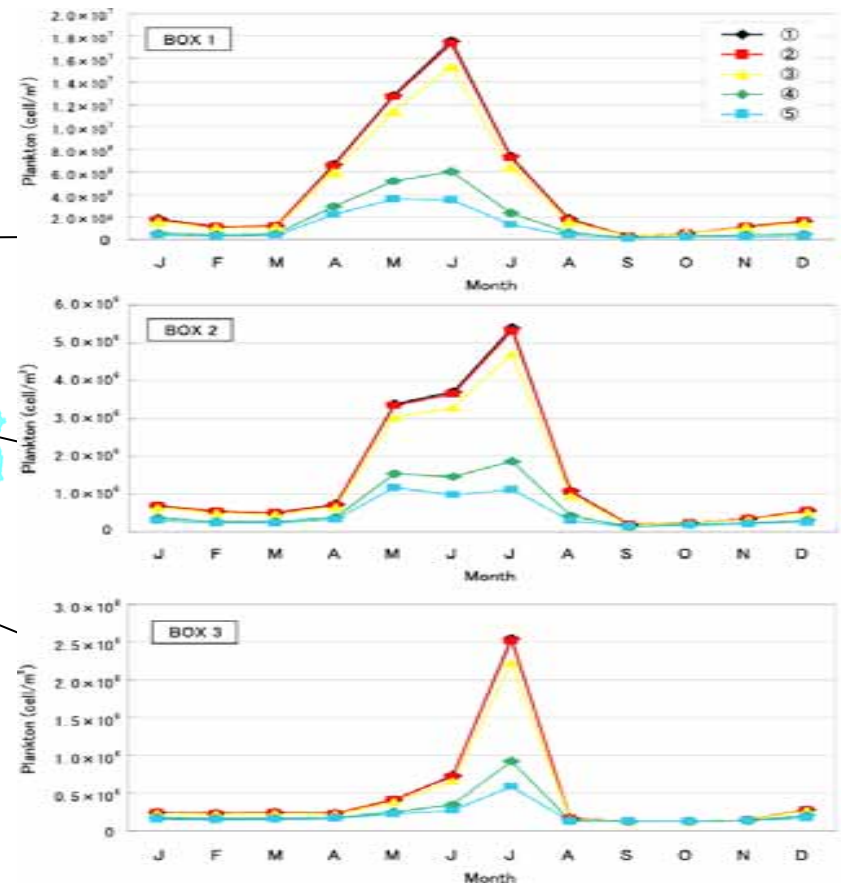 2.0×10⁷
1.8×10⁷
1.6×10⁷
1.4×10⁷
1.2×10⁷
1.0×10⁷
8.0×10⁶
6.0×10⁶
4.0×10⁶
2.0×10⁶
0
Plankton (cell/m³)
BOX 1
①
②
③
④
⑤
J F M A M J J A S O N D
Month
6.0×10⁶
5.0×10⁶
4.0×10⁶
3.0×10⁶
2.0×10⁶
1.0×10⁶
0
Plankton (cell/m³)
BOX 2
J F M A M J J A S O N D
Month
3.0×10⁶
2.5×10⁶
2.0×10⁶
1.5×10⁶
1.0×10⁶
0.5×10⁶
0
Plankton (cell/m³)
BOX 3
J F M A M J J A S O N D
Month